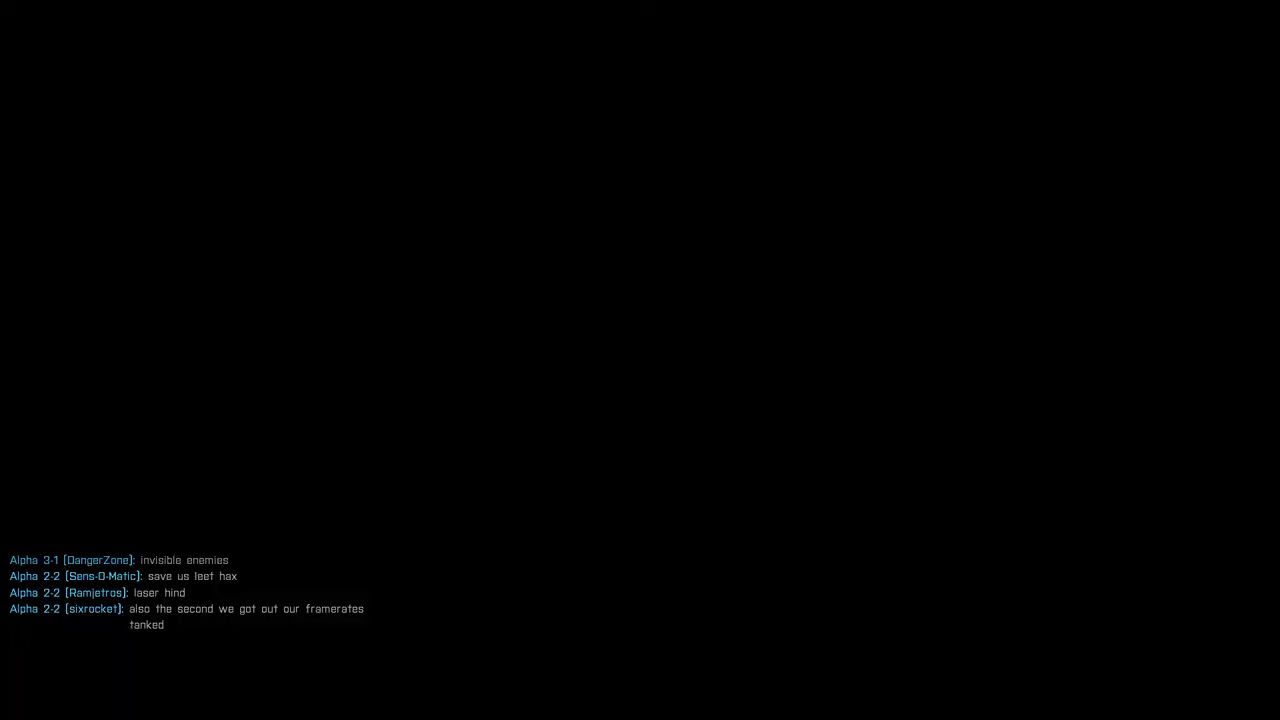 Alpha 3-1 (DangerZone): invisible enemies
Alpha 2-2 (Sens-O-Matic): save us leet hax
Alpha 2-2 (Ramjetros): laser hind
Alpha 2-2 (sixrocket): also the second we got out our framerates
tanked